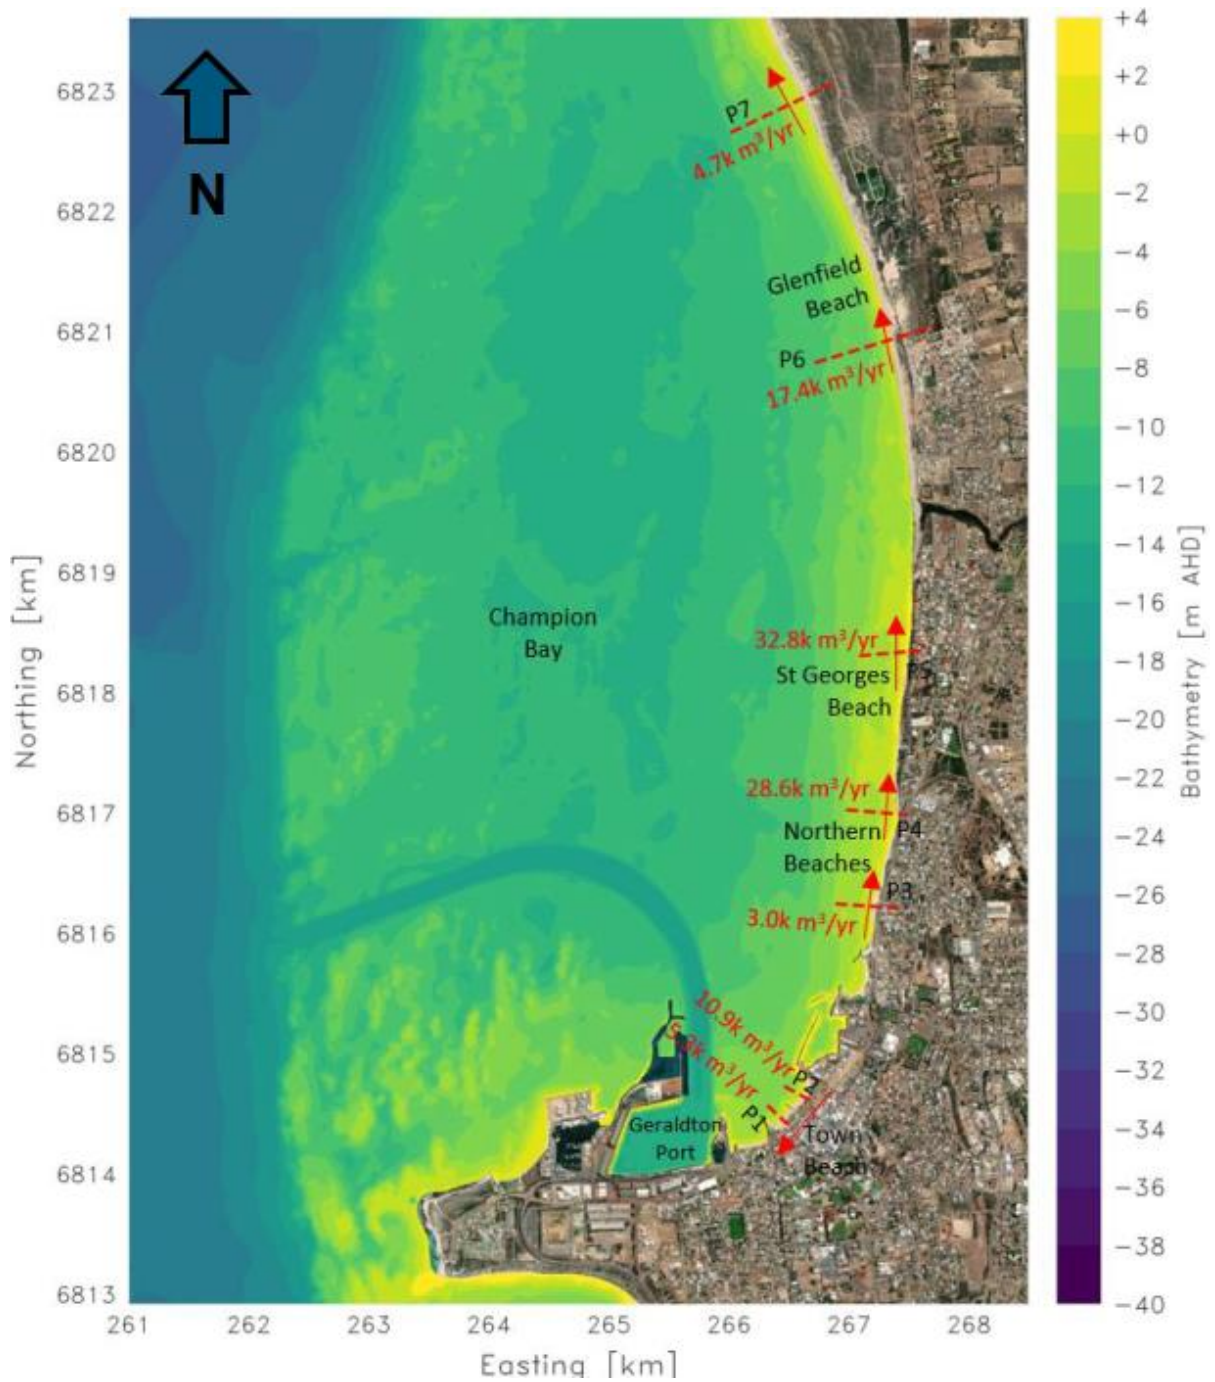 N
P7
4.7k m³/yr
Glenfield
Beach
P6
17.4k m³/yr
Champion
Bay
32.8k m³/yr
St Georges
P5
Beach
28.6k m³/yr
Northern
P4
Beaches
P3
3.0k m³/yr
10.9k m³/yr
m³/yr
P2
P1
Geraldton
Port
Town
Beach
6823
6822
6821
6820
6819
6818
6817
6816
6815
6814
6813
Northing [km]
261 262 263 264 265 266 267 268
Easting [km]
+4
+2
+0
−2
−4
−6
−8
−10
−12
−14
−16
−18
−20
−22
−24
−26
−28
−30
−32
−34
−36
−38
−40
Bathymetry [m AHD]